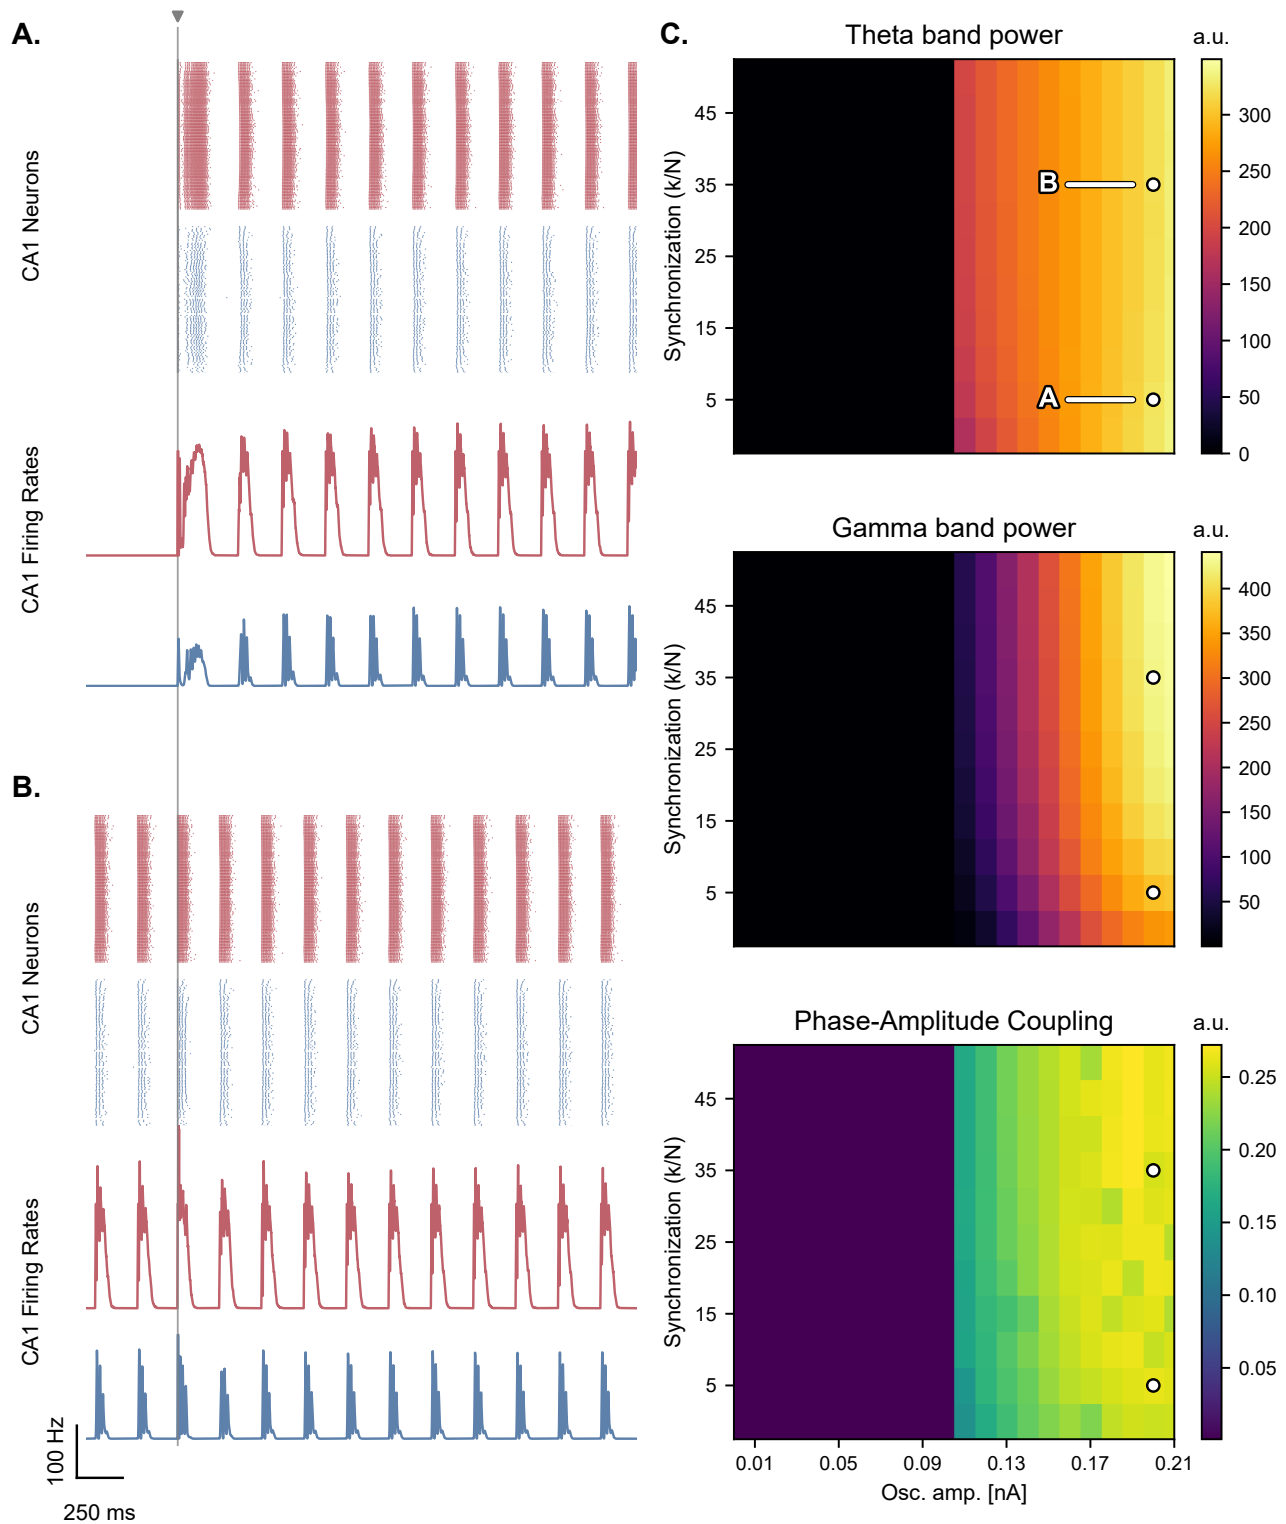 A.
CA1 Neurons
CA1 Firing Rates
B.
CA1 Neurons
CA1 Firing Rates
100 Hz
250 ms
C.
Theta band power
a.u.
Synchronization (k/N)
45
35
25
15
5
B
A
300
250
200
150
100
50
0
Gamma band power
a.u.
Synchronization (k/N)
45
35
25
15
5
400
350
300
250
200
150
100
50
Phase-Amplitude Coupling
a.u.
Synchronization (k/N)
45
35
25
15
5
0.25
0.20
0.15
0.10
0.05
0.01 0.05 0.09 0.13 0.17 0.21
Osc. amp. [nA]